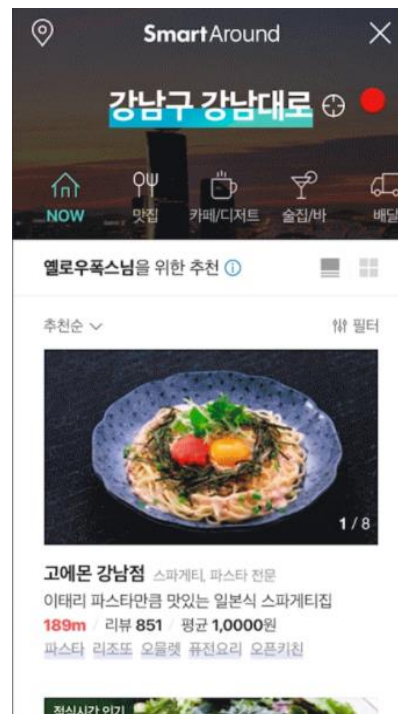 SmartAround
강남구 강남대로
NOW 맛집 카페/디저트 술집/바 배달
옐로우폭스님을 위한 추천
추천순 필터
1/8
고에몬 강남점 스파게티, 파스타 전문
이태리 파스타만큼 맛있는 일본식 스파게티집
189m / 리뷰 851 / 평균 1,0000원
파스타 리조또 오믈렛 퓨전요리 오픈키친
점심시간 인기